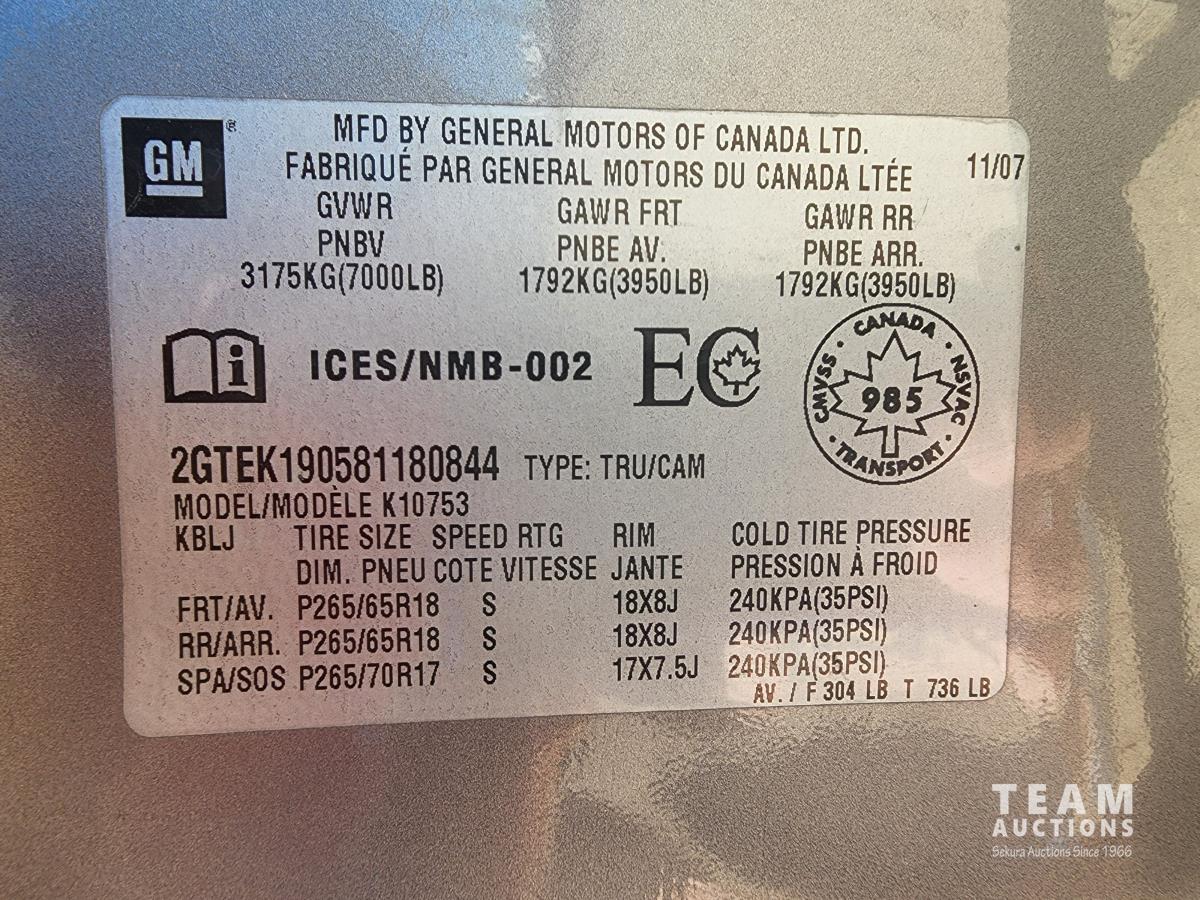 GM ®
MFD BY GENERAL MOTORS OF CANADA LTD.
FABRIQUÉ PAR GENERAL MOTORS DU CANADA LTÉE 11/07
GVWR GAWR FRT GAWR RR
PNBV PNBE AV. PNBE ARR.
3175KG(7000LB) 1792KG(3950LB) 1792KG(3950LB)
i ICES/NMB-002 EC
CANADA
CMVSS 985 NSVAC
TRANSPORT
2GTEK190581180844 TYPE: TRU/CAM
MODEL/MODÈLE K10753
KBLJ TIRE SIZE SPEED RTG RIM COLD TIRE PRESSURE
DIM. PNEU COTE VITESSE JANTE PRESSION À FROID
FRT/AV. P265/65R18 S 18X8J 240KPA(35PSI)
RR/ARR. P265/65R18 S 18X8J 240KPA(35PSI)
SPA/SOS P265/70R17 S 17X7.5J 240KPA(35PSI)
AV. / F 304 LB T 736 LB
TEAM
AUCTIONS
Sekura Auctions Since 1966